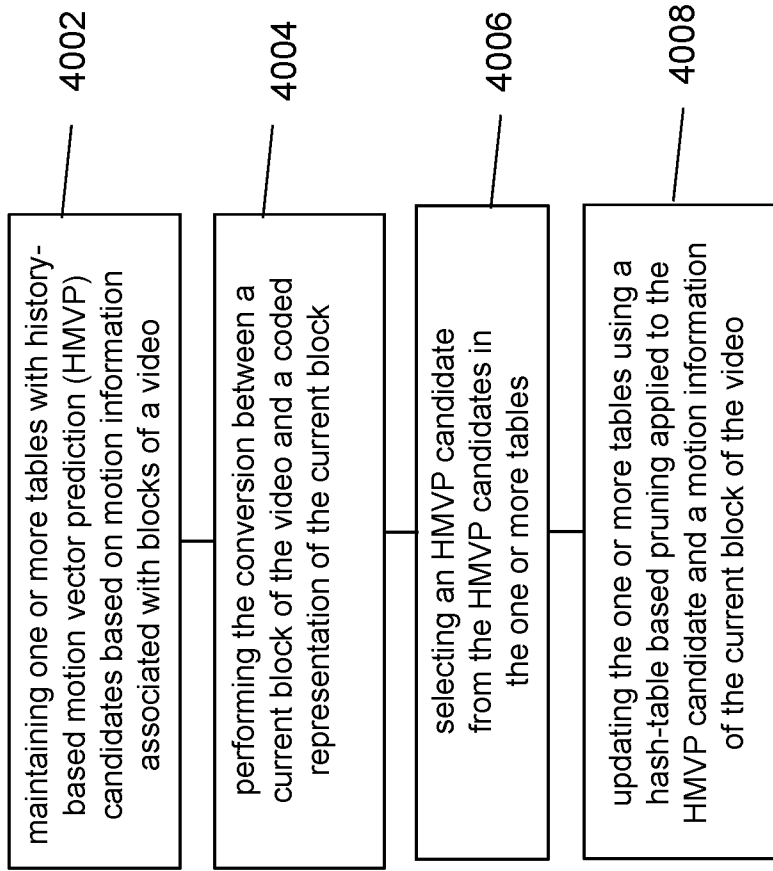 maintaining one or more tables with history-
based motion vector prediction (HMVP)
candidates based on motion information
associated with blocks of a video
4002
performing the conversion between a
current block of the video and a coded
representation of the current block
4004
selecting an HMVP candidate
from the HMVP candidates in
the one or more tables
4006
updating the one or more tables using a
hash-table based pruning applied to the
HMVP candidate and a motion information
of the current block of the video
4008